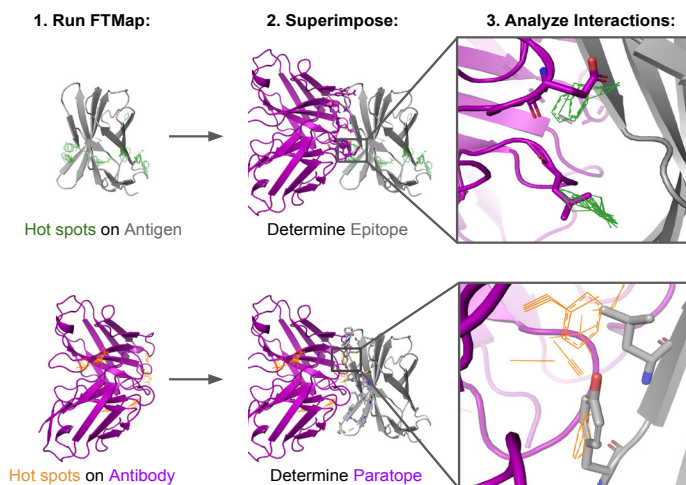 1. Run FTMap:
2. Superimpose:
3. Analyze Interactions:
Hot spots on Antigen
Determine Epitope
Hot spots on Antibody
Determine Paratope